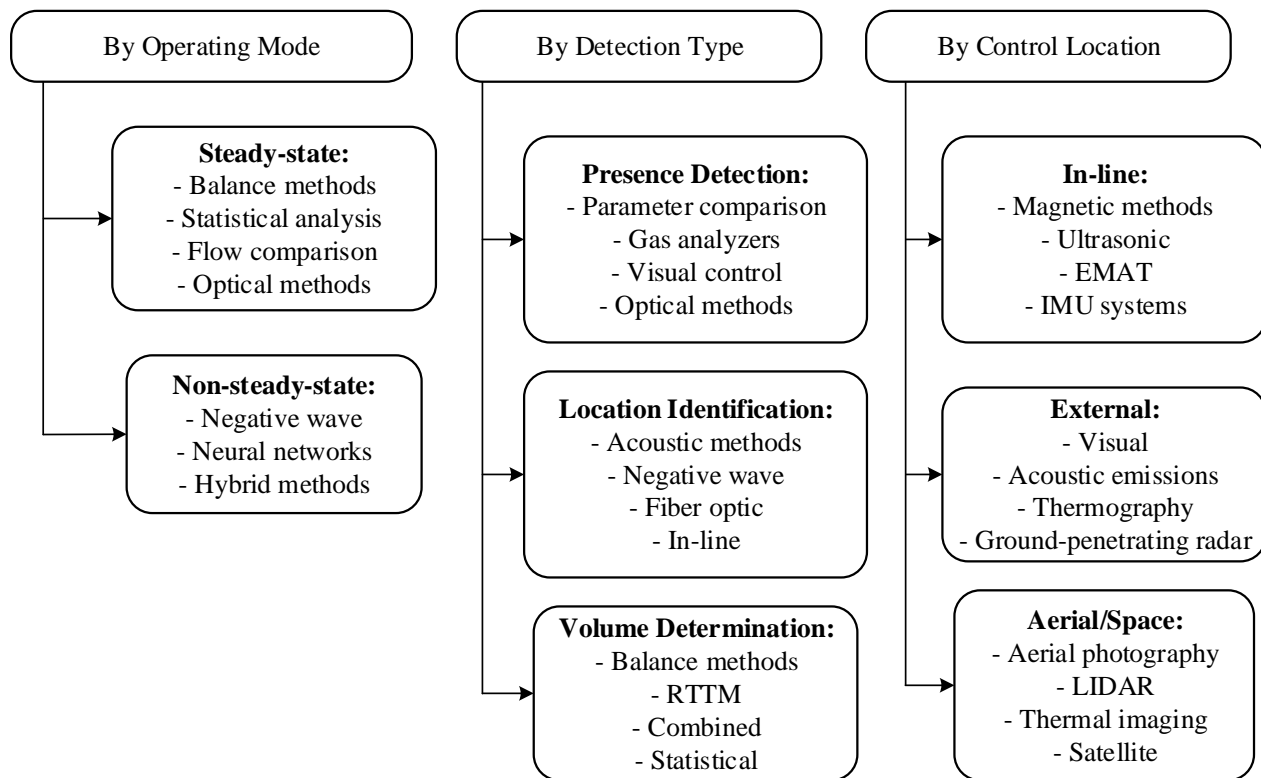 By Operating Mode
Steady-state:
- Balance methods
- Statistical analysis
- Flow comparison
- Optical methods
Non-steady-state:
- Negative wave
- Neural networks
- Hybrid methods
By Detection Type
Presence Detection:
- Parameter comparison
- Gas analyzers
- Visual control
- Optical methods
Location Identification:
- Acoustic methods
- Negative wave
- Fiber optic
- In-line
Volume Determination:
- Balance methods
- RTTM
- Combined
- Statistical
By Control Location
In-line:
- Magnetic methods
- Ultrasonic
- EMAT
- IMU systems
External:
- Visual
- Acoustic emissions
- Thermography
- Ground-penetrating radar
Aerial/Space:
- Aerial photography
- LIDAR
- Thermal imaging
- Satellite